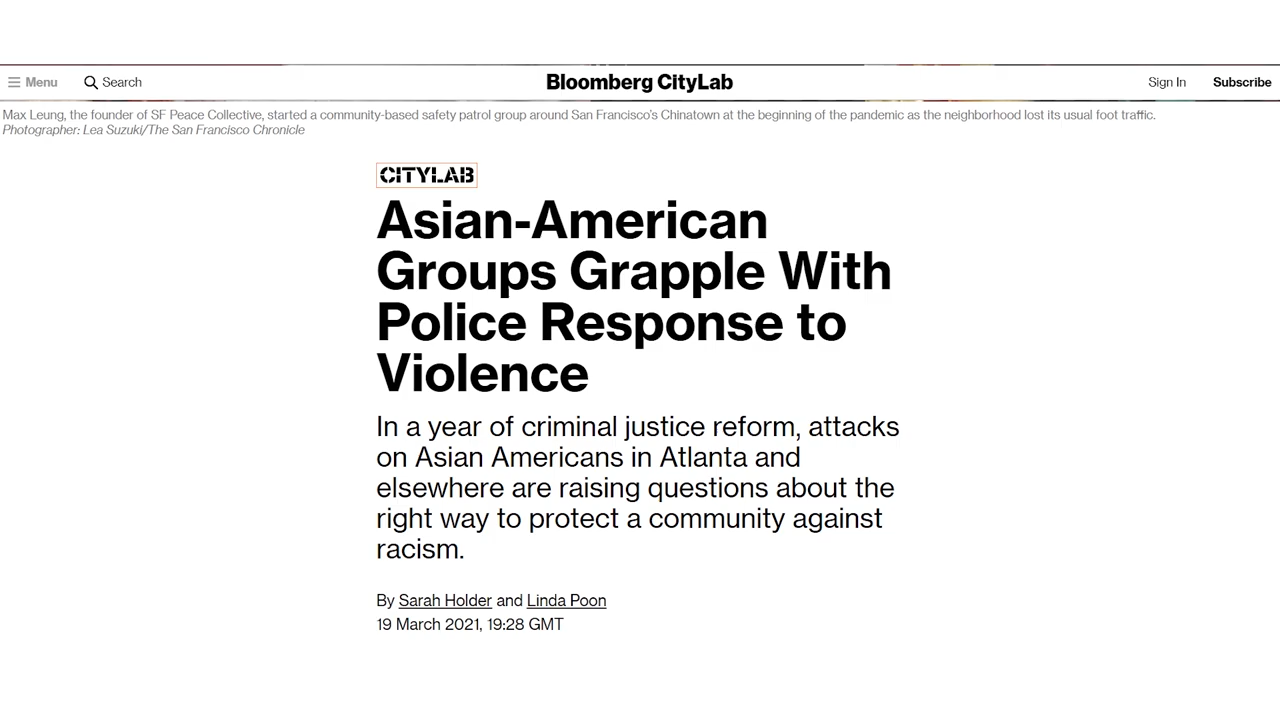 Menu Search Bloomberg CityLab Sign In Subscribe
Max Leung, the founder of SF Peace Collective, started a community-based safety patrol group around San Francisco's Chinatown at the beginning of the pandemic as the neighborhood lost its usual foot traffic.
Photographer: Lea Suzuki/The San Francisco Chronicle
CITYLAB
Asian-American
Groups Grapple With
Police Response to
Violence
In a year of criminal justice reform, attacks
on Asian Americans in Atlanta and
elsewhere are raising questions about the
right way to protect a community against
racism.
By Sarah Holder and Linda Poon
19 March 2021, 19:28 GMT